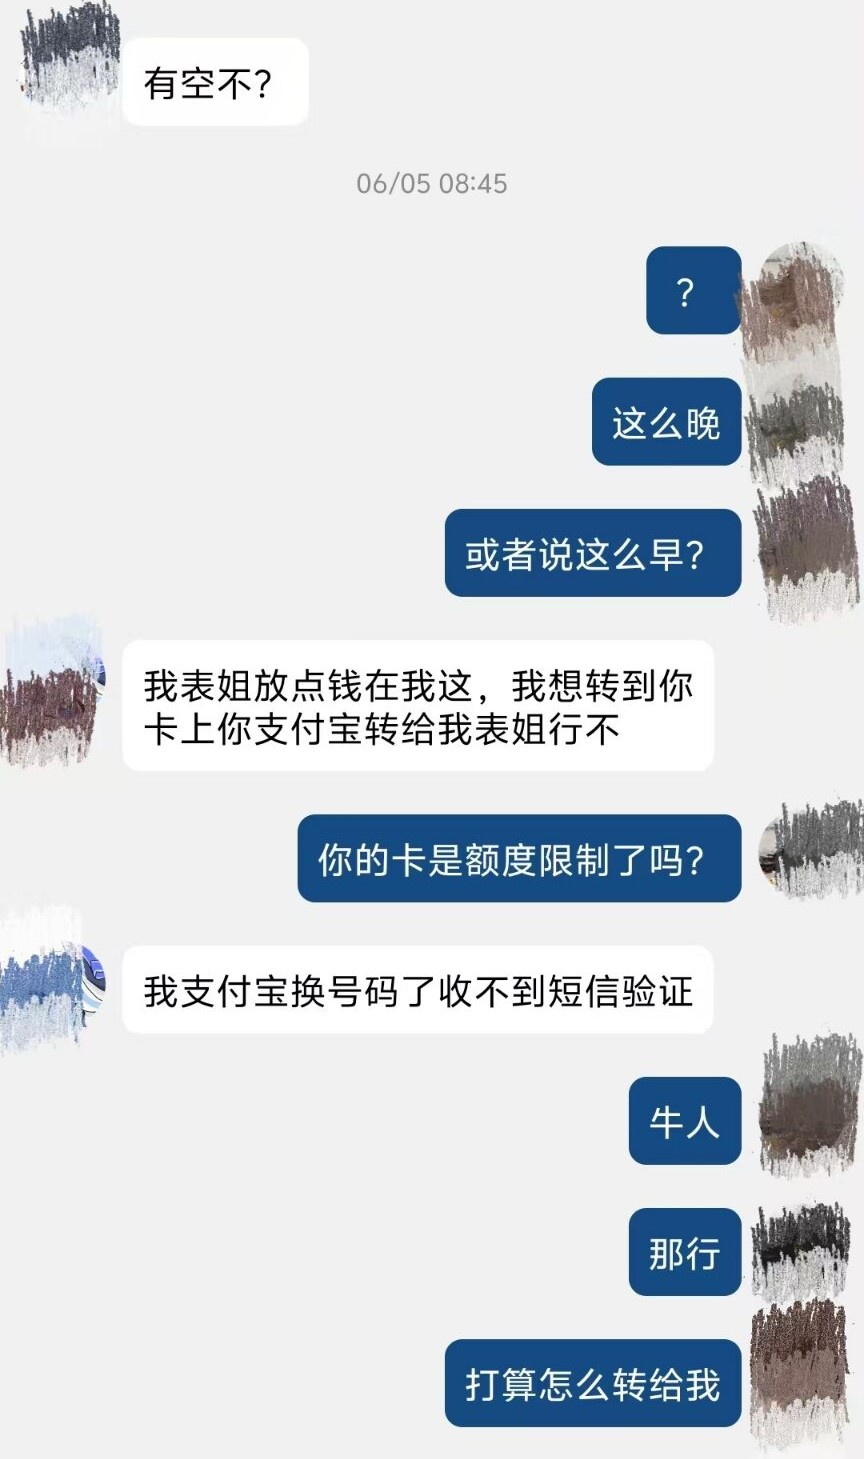 有空不？
06/05 08:45
？
这么晚
或者说这么早？
我表姐放点钱在我这，我想转到你
卡上你支付宝转给我表姐行不
你的卡是额度限制了吗？
我支付宝换号码了收不到短信验证
牛人
那行
打算怎么转给我